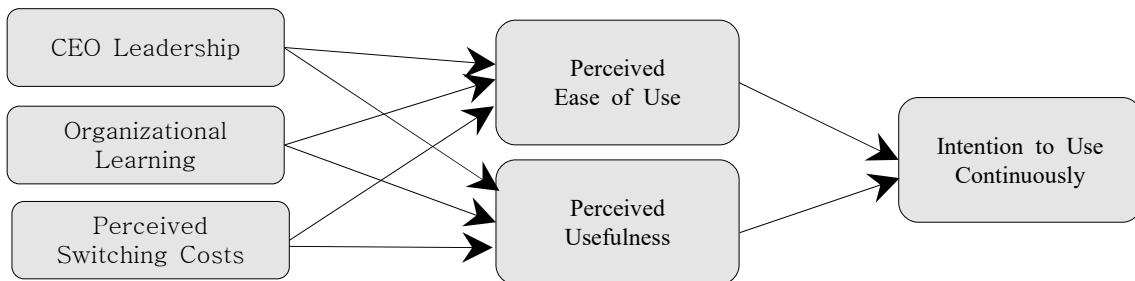 CEO Leadership
Organizational
Learning
Perceived
Switching Costs
Perceived
Ease of Use
Perceived
Usefulness
Intention to Use
Continuously